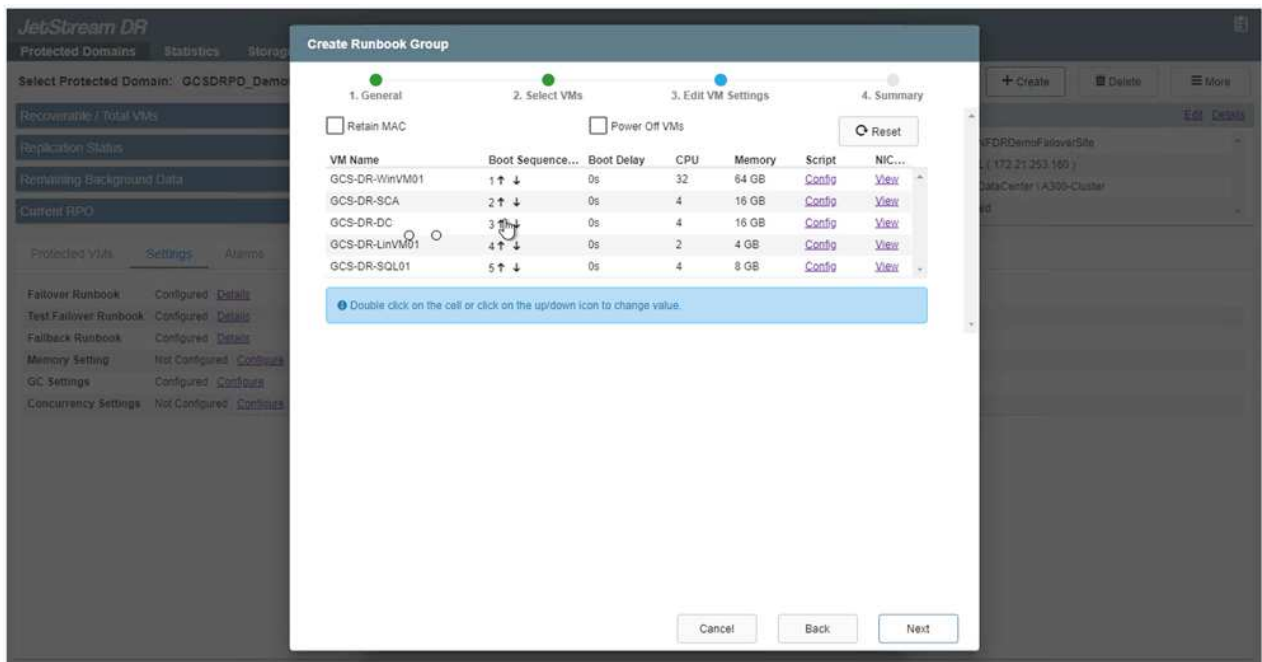 JetStream DR
Protected Domains Statistics Storag
Select Protected Domain: GCSDRPD_Demo + Create Delete More
Recoverable / Total VMs Edit Details
Replication Status
Remaining Background Data
Current RPO
( 172.21.253.160 )
DataCenter \ A300-Cluster
Protected VMs Settings Alarms
Failover Runbook Configured Details
Test Failover Runbook Configured Details
Failback Runbook Configured Details
Memory Setting Not Configured Configure
GC Settings Configured Configure
Concurrency Settings Not Configured Configure
Create Runbook Group
1. General 2. Select VMs 3. Edit VM Settings 4. Summary
Retain MAC Power Off VMs Reset
VM Name Boot Sequence... Boot Delay CPU Memory Script NIC...
GCS-DR-WinVM01 1 0s 32 64 GB Config View
GCS-DR-SCA 2 0s 4 16 GB Config View
GCS-DR-DC 3 0s 4 16 GB Config View
GCS-DR-LinVM01 4 0s 2 4 GB Config View
GCS-DR-SQL01 5 0s 4 8 GB Config View
Double click on the cell or click on the up/down icon to change value.
Cancel Back Next